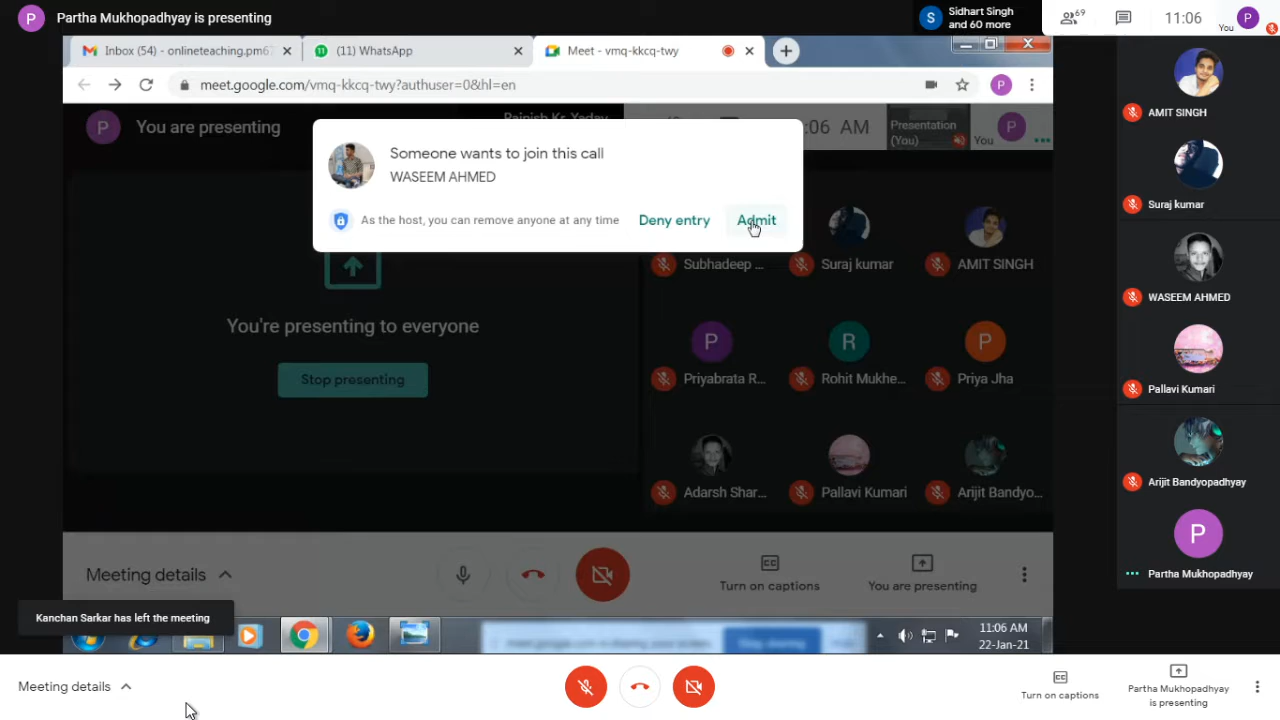 P
Partha Mukhopadhyay is presenting
S
Sidhart Singh
and 60 more
69
11:06
You
P
Inbox (54) - onlineteaching.pm67
(11) WhatsApp
Meet - vmq-kkcq-twy
meet.google.com/vmq-kkcq-twy?authuser=0&hl=en
P
P
You are presenting
Rajnish Kr. Yadav
:06 AM
Presentation
(You)
You
P
Someone wants to join this call
WASEEM AHMED
As the host, you can remove anyone at any time
Deny entry
Admit
You're presenting to everyone
Stop presenting
Subhadeep ...
Suraj kumar
AMIT SINGH
P
R
P
Priyabrata R...
Rohit Mukhe...
Priya Jha
Adarsh Shar...
Pallavi Kumari
Arijit Bandyo...
Meeting details
Turn on captions
You are presenting
AMIT SINGH
Suraj kumar
WASEEM AHMED
Pallavi Kumari
Arijit Bandyopadhyay
P
Partha Mukhopadhyay
Kanchan Sarkar has left the meeting
11:06 AM
22-Jan-21
Meeting details
Turn on captions
Partha Mukhopadhyay
is presenting